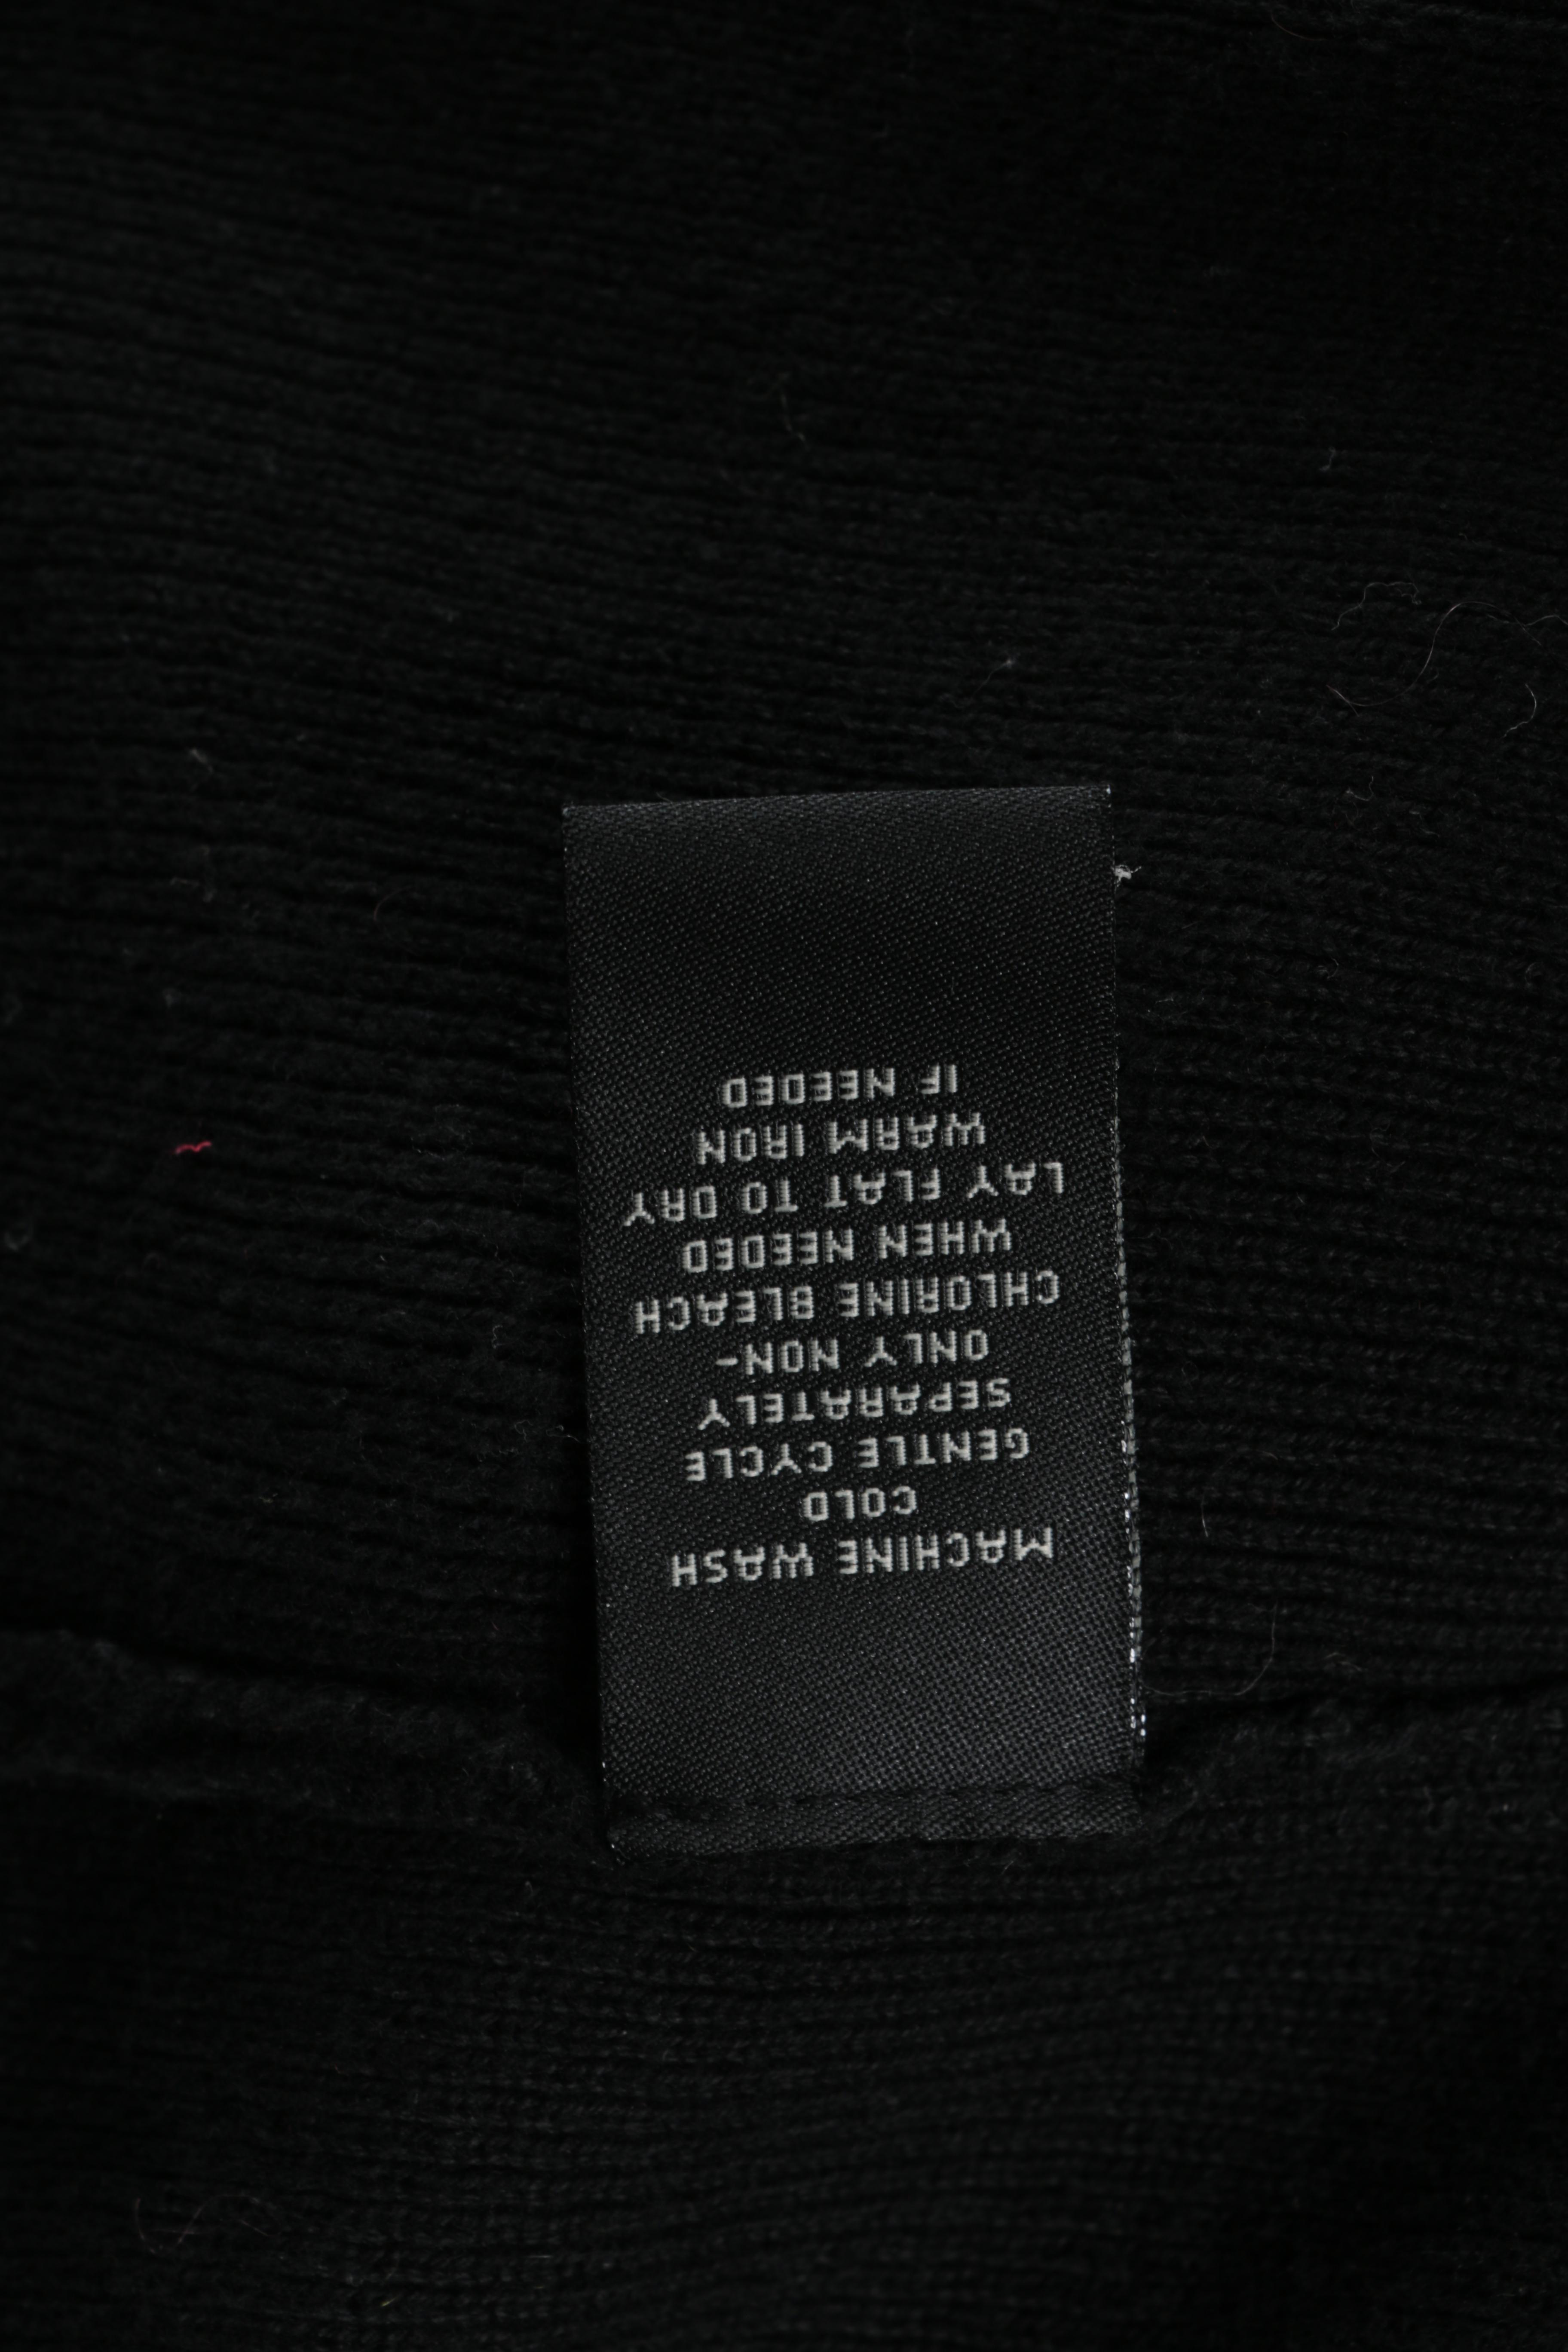 MACHINE WASH
COLD
GENTLE CYCLE
SEPARATELY
ONLY NON-
CHLORINE BLEACH
WHEN NEEDED
LAY FLAT TO DRY
WARM IRON
IF NEEDED